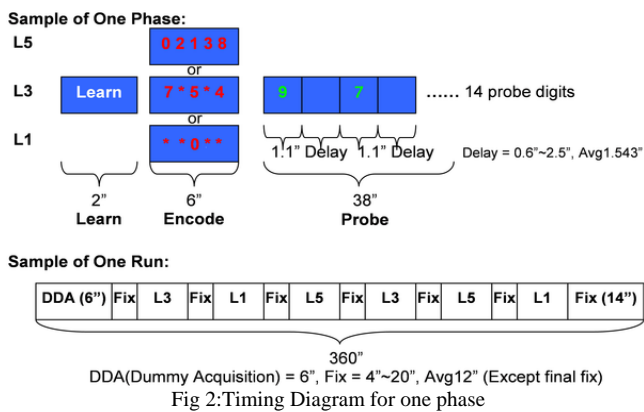 Sample of One Phase:
L5
0 2 1 3 8
or
L3
Learn
7 * 5 * 4
9
7
...... 14 probe digits
or
L1
* * 0 * *
1.1” Delay 1.1” Delay
Delay = 0.6”~2.5”, Avg1.543”
2”
6”
38”
Learn
Encode
Probe
Sample of One Run:
DDA (6”) Fix L3 Fix L1 Fix L5 Fix L3 Fix L5 Fix L1 Fix (14”)
360”
DDA(Dummy Acquisition) = 6”, Fix = 4”~20”, Avg12” (Except final fix)
Fig 2:Timing Diagram for one phase